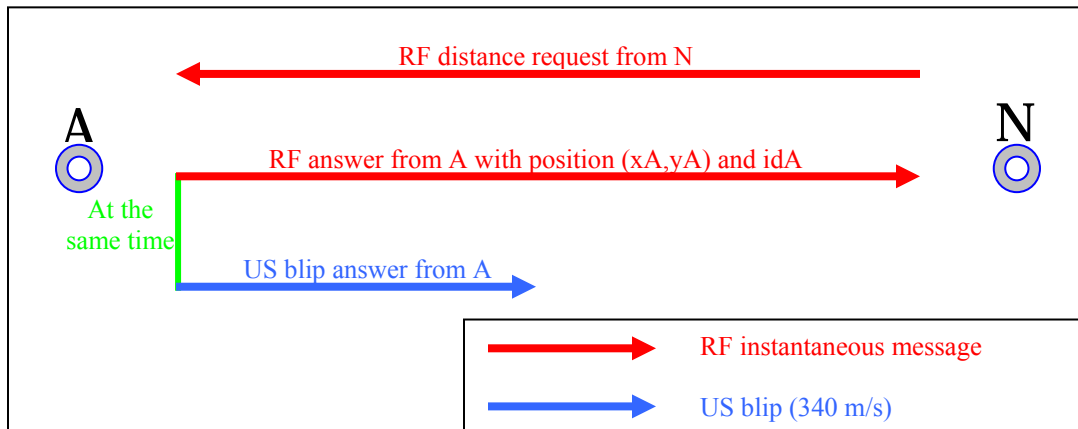 RF distance request from N
A
N
RF answer from A with position (xA,yA) and idA
At the
same time
US blip answer from A
RF instantaneous message
US blip (340 m/s)